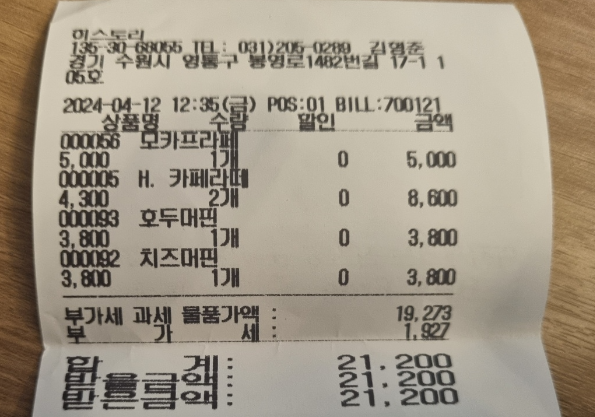 히스토리
135-30-68055 TEL: 031)205-0289 김영준
경기 수원시 영통구 봉영로1482번길 17-1 1
05호
2024-04-12 12:35(금) POS:01 BILL:700121
상품명 수량 할인 금액
000056 모카프라페
5,000 1개 0 5,000
000005 H. 카페라떼
4,300 2개 0 8,600
000093 호두머핀
3,800 1개 0 3,800
000092 치즈머핀
3,800 1개 0 3,800
부가세 과세 물품가액 : 19,273
부 가 세 : 1,927
합 계 : 21,200
받을금액 : 21,200
받은금액 : 21,200